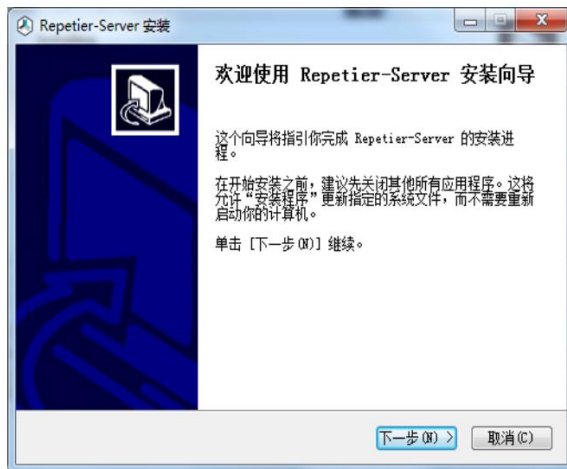 Repetier-Server 安装
欢迎使用 Repetier-Server 安装向导
这个向导将指引你完成 Repetier-Server 的安装进
程。
在开始安装之前，建议先关闭其他所有应用程序。这将
允许“安装程序”更新指定的系统文件，而不需要重新
启动你的计算机。
单击 [下一步(N)] 继续。
下一步(N) >
取消(C)